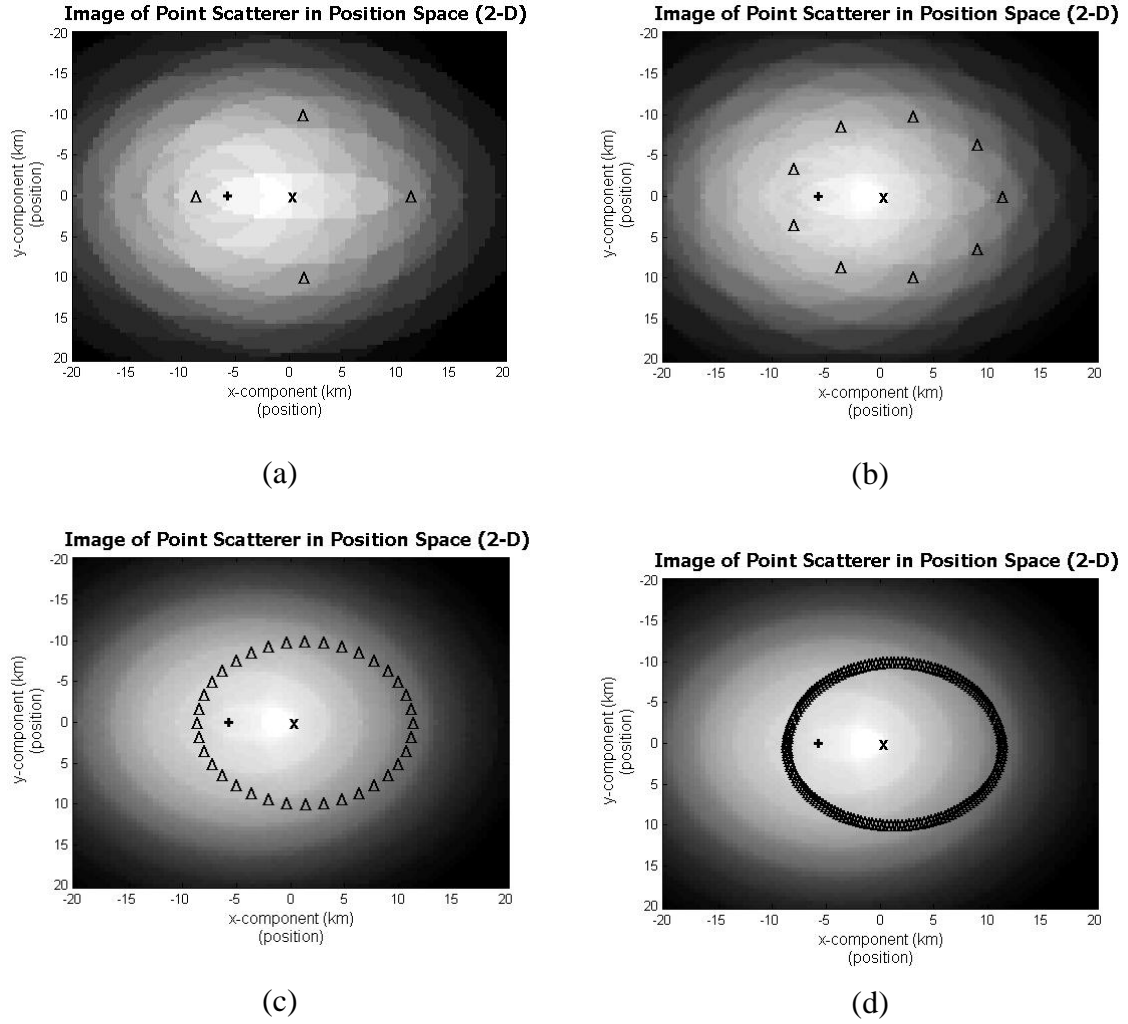 Image of Point Scatterer in Position Space (2-D)
y-component (km)
(position)
-20
-15
-10
-5
0
5
10
15
20
-20 -15 -10 -5 0 5 10 15 20
x-component (km)
(position)
(a)
Image of Point Scatterer in Position Space (2-D)
y-component (km)
(position)
-20
-15
-10
-5
0
5
10
15
20
-20 -15 -10 -5 0 5 10 15 20
x-component (km)
(position)
(b)
Image of Point Scatterer in Position Space (2-D)
y-component (km)
(position)
-20
-15
-10
-5
0
5
10
15
20
-20 -15 -10 -5 0 5 10 15 20
x-component (km)
(position)
(c)
Image of Point Scatterer in Position Space (2-D)
y-component (km)
(position)
-20
-15
-10
-5
0
5
10
15
20
-20 -15 -10 -5 0 5 10 15 20
x-component (km)
(position)
(d)